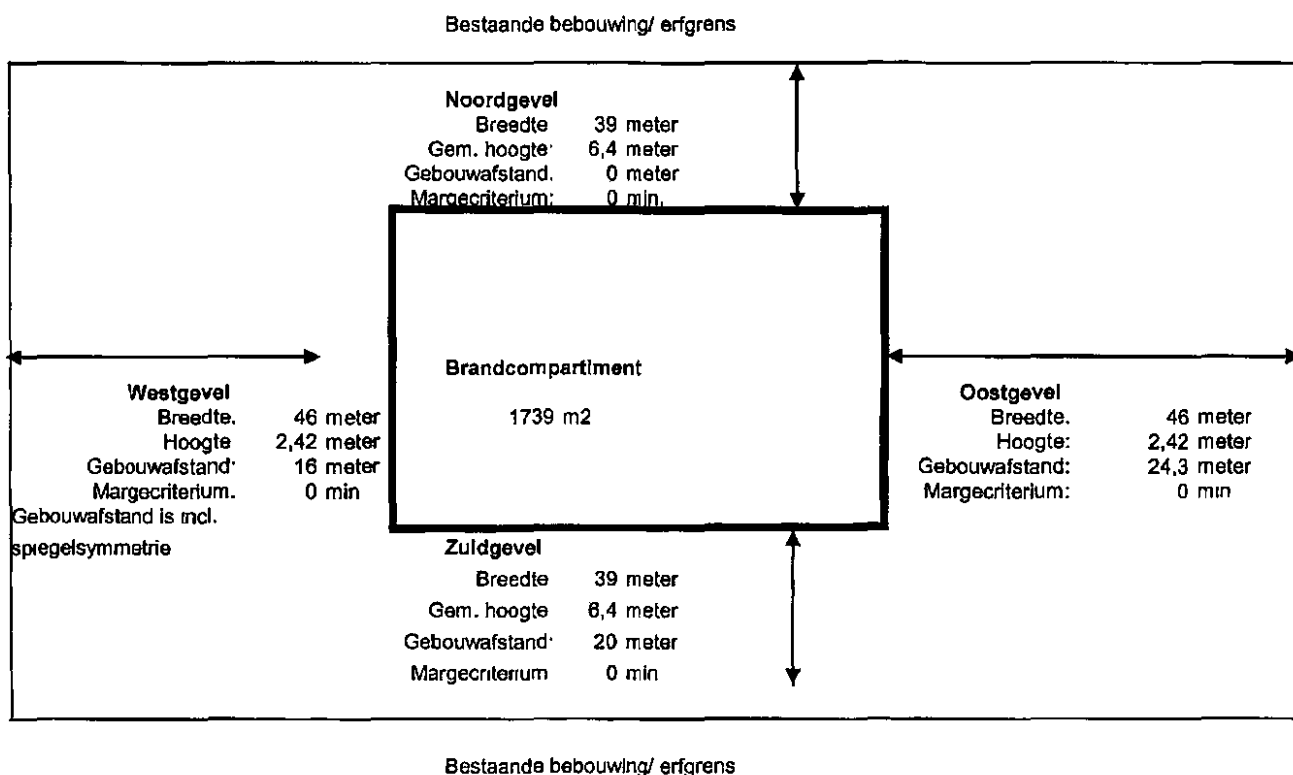 Bestaande bebouwing/ erfgrens
Noordgevel
Breedte 39 meter
Gem. hoogte· 6,4 meter
Gebouwafstand. 0 meter
Margecriterium: 0 min.
Brandcompartiment
1739 m2
Westgevel
Breedte. 46 meter
Hoogte 2,42 meter
Gebouwafstand· 16 meter
Margecriterium. 0 min
Gebouwafstand is incl.
spiegelsymmetrie
Oostgevel
Breedte. 46 meter
Hoogte: 2,42 meter
Gebouwafstand: 24,3 meter
Margecriterium: 0 min
Zuidgevel
Breedte 39 meter
Gem. hoogte 6,4 meter
Gebouwafstand· 20 meter
Margecriterium 0 min
Bestaande bebouwing/ erfgrens